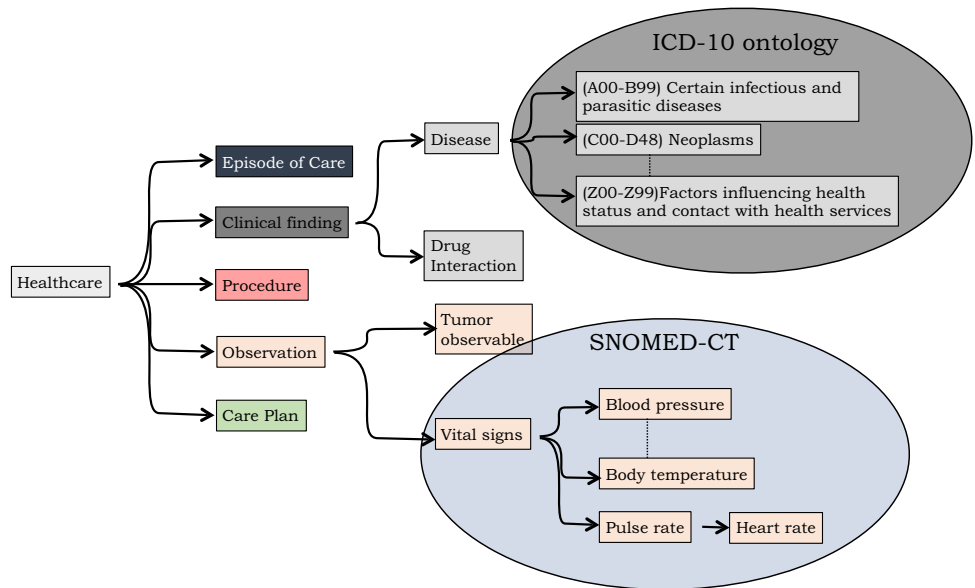 ICD-10 ontology
(A00-B99) Certain infectious and
parasitic diseases
Disease
(C00-D48) Neoplasms
Episode of Care
(Z00-Z99)Factors influencing health
status and contact with health services
Clinical finding
Drug
Interaction
Healthcare
Procedure
Tumor
observable
Observation
SNOMED-CT
Blood pressure
Care Plan
Vital signs
Body temperature
Pulse rate
Heart rate